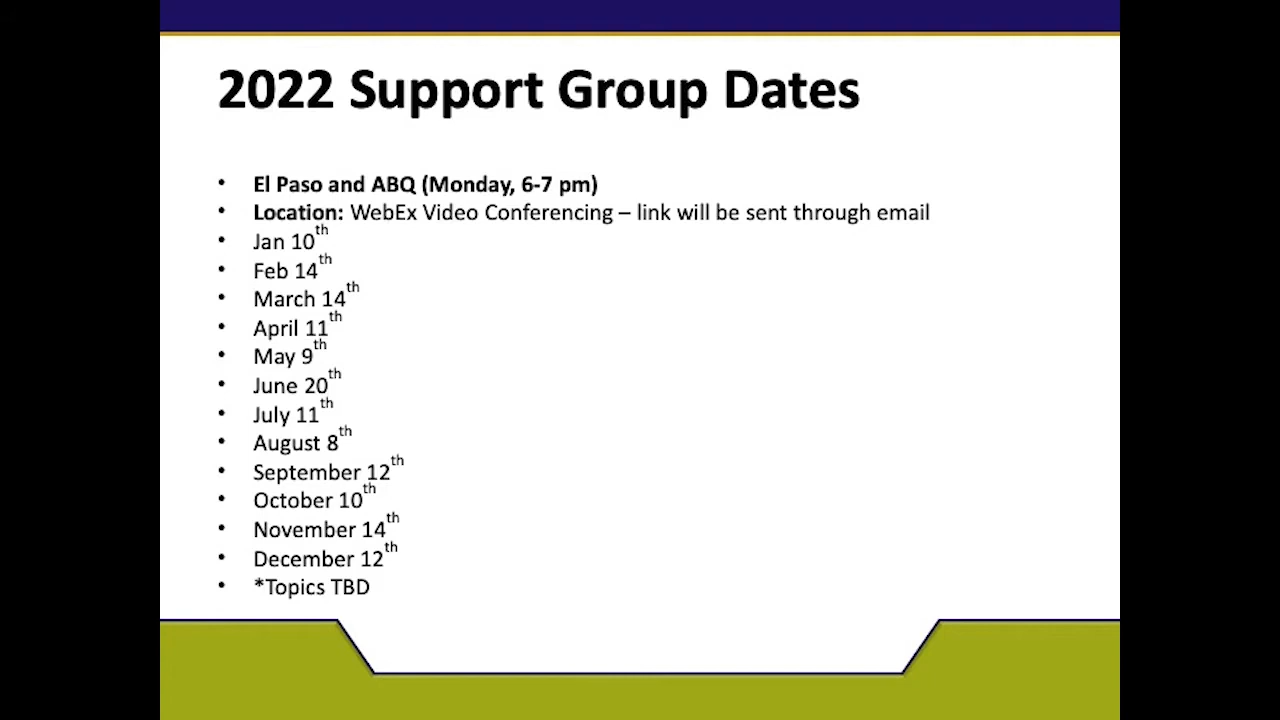 2022 Support Group Dates
• El Paso and ABQ (Monday, 6-7 pm)
• Location: WebEx Video Conferencing – link will be sent through email
• Jan 10th
• Feb 14th
• March 14th
• April 11th
• May 9th
• June 20th
• July 11th
• August 8th
• September 12th
• October 10th
• November 14th
• December 12th
• *Topics TBD